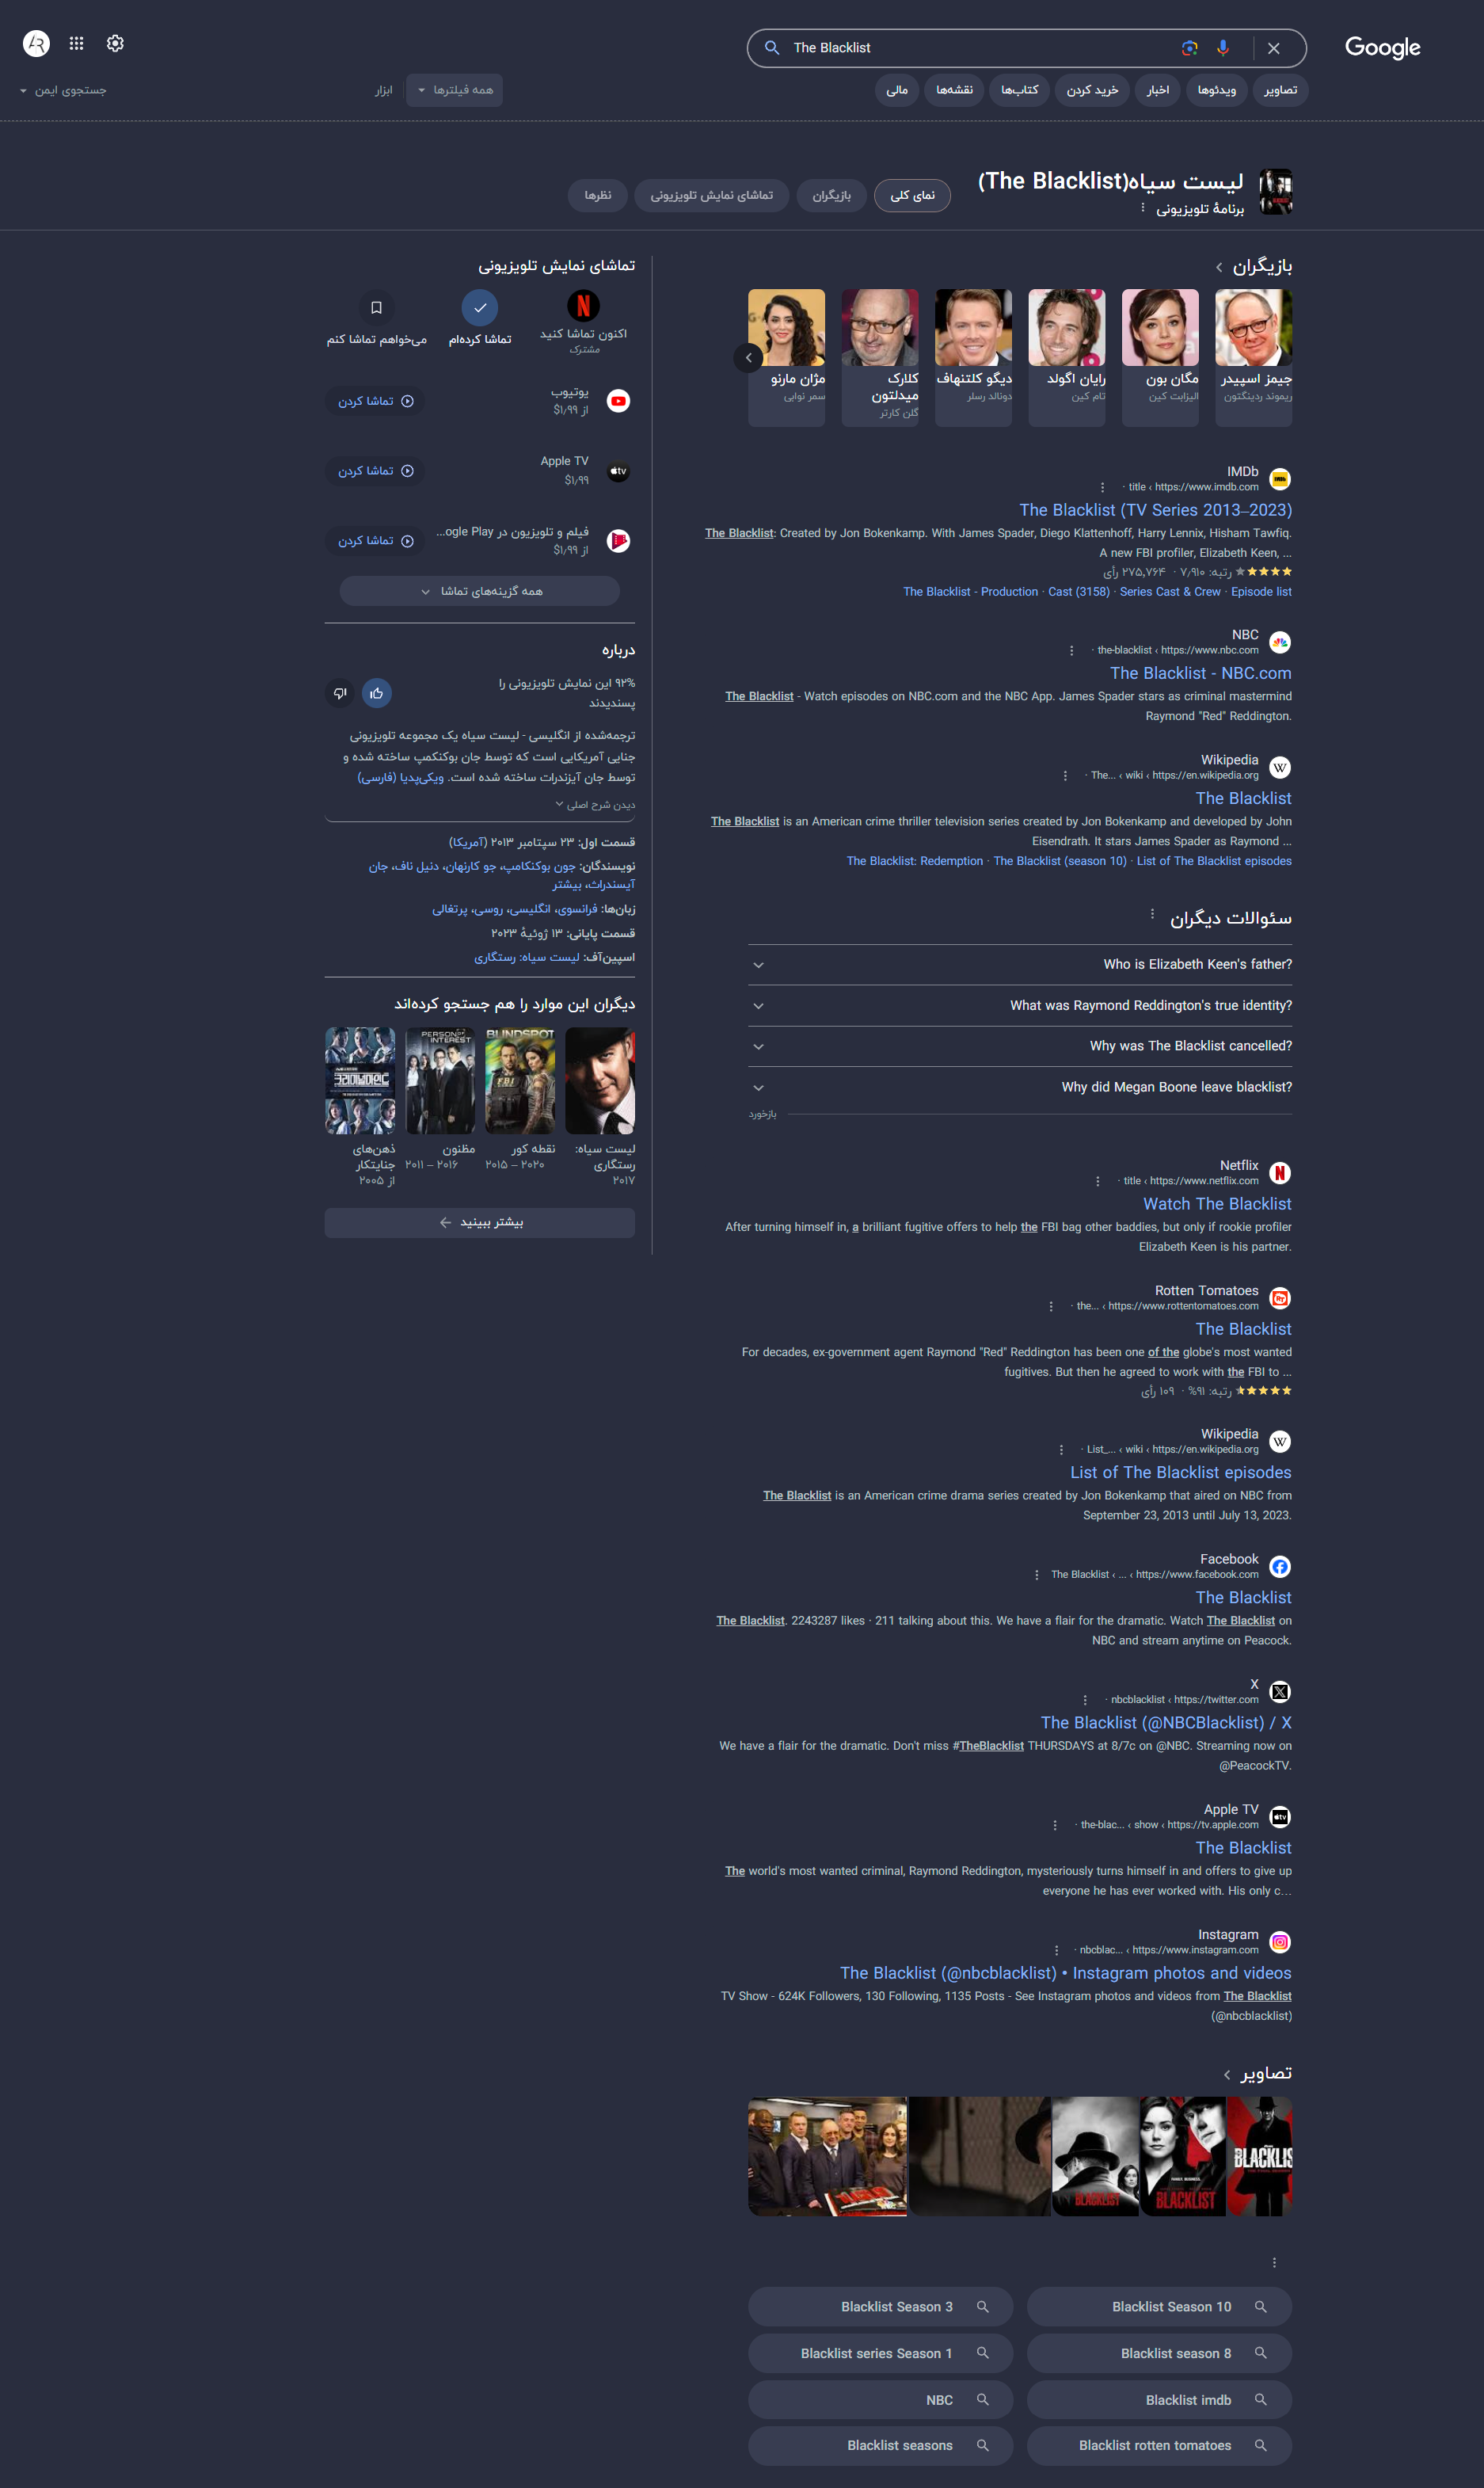 Google
The Blacklist
تصاویر
ویدئوها
اخبار
خرید کردن
کتاب‌ها
نقشه‌ها
مالی
همه فیلترها
ابزار
جستجوی ایمن
لیست سیاه(The Blacklist)
برنامهٔ تلویزیونی
نمای کلی
بازیگران
تماشای نمایش تلویزیونی
نظرها
بازیگران
جیمز اسپیدر
ریموند ردینگتون
مگان بون
الیزابت کین
رایان اگولد
تام کین
دیگو کلتنهاف
دونالد رسلر
کلارک
میدلتون
گلن کارتر
مژان مارنو
سمر نوابی
IMDb
https://www.imdb.com › title ·
The Blacklist (TV Series 2013–2023)
The Blacklist: Created by Jon Bokenkamp. With James Spader, Diego Klattenhoff, Harry Lennix, Hisham Tawfiq.
A new FBI profiler, Elizabeth Keen, ...
رتبه: ۷٫۹۱۰ · ۲۷۵,۷۶۴ رأی
Episode list · Series Cast & Crew · Cast (3158) · The Blacklist - Production
NBC
https://www.nbc.com › the-blacklist ·
The Blacklist - NBC.com
The Blacklist - Watch episodes on NBC.com and the NBC App. James Spader stars as criminal mastermind
Raymond "Red" Reddington.
Wikipedia
https://en.wikipedia.org › wiki › The... ·
The Blacklist
The Blacklist is an American crime thriller television series created by Jon Bokenkamp and developed by John
Eisendrath. It stars James Spader as Raymond ...
List of The Blacklist episodes · The Blacklist (season 10) · The Blacklist: Redemption
سئوالات دیگران
Who is Elizabeth Keen's father?
What was Raymond Reddington's true identity?
Why was The Blacklist cancelled?
Why did Megan Boone leave blacklist?
بازخورد
Netflix
https://www.netflix.com › title ·
Watch The Blacklist
After turning himself in, a brilliant fugitive offers to help the FBI bag other baddies, but only if rookie profiler
Elizabeth Keen is his partner.
Rotten Tomatoes
https://www.rottentomatoes.com › the... ·
The Blacklist
For decades, ex-government agent Raymond "Red" Reddington has been one of the globe's most wanted
fugitives. But then he agreed to work with the FBI to ...
رتبه: ۹۱% · ۱۰۹ رأی
Wikipedia
https://en.wikipedia.org › wiki › List_... ·
List of The Blacklist episodes
The Blacklist is an American crime drama series created by Jon Bokenkamp that aired on NBC from
September 23, 2013 until July 13, 2023.
Facebook
https://www.facebook.com › ... › The Blacklist
The Blacklist
The Blacklist. 2243287 likes · 211 talking about this. We have a flair for the dramatic. Watch The Blacklist on
NBC and stream anytime on Peacock.
X
https://twitter.com › nbcblacklist ·
The Blacklist (@NBCBlacklist) / X
We have a flair for the dramatic. Don't miss #TheBlacklist THURSDAYS at 8/7c on @NBC. Streaming now on
@PeacockTV.
Apple TV
https://tv.apple.com › show › the-blac... ·
The Blacklist
The world's most wanted criminal, Raymond Reddington, mysteriously turns himself in and offers to give up
everyone he has ever worked with. His only c...
Instagram
https://www.instagram.com › nbcblac... ·
The Blacklist (@nbcblacklist) • Instagram photos and videos
TV Show - 624K Followers, 130 Following, 1135 Posts - See Instagram photos and videos from The Blacklist
(@nbcblacklist)
تصاویر
BLACKLIS
BLACKLIST
BLACKLIST
Blacklist Season 10
Blacklist Season 3
Blacklist season 8
Blacklist series Season 1
Blacklist imdb
NBC
Blacklist rotten tomatoes
Blacklist seasons
تماشای نمایش تلویزیونی
اکنون تماشا کنید
مشترک
تماشا کرده‌ام
می‌خواهم تماشا کنم
یوتیوب
از ۱٫۹۹$
تماشا کردن
Apple TV
۱٫۹۹$
تماشا کردن
فیلم و تلویزیون در ogle Play...
از ۱٫۹۹$
تماشا کردن
همه گزینه‌های تماشا
درباره
۹۲% این نمایش تلویزیونی را
پسندیدند
ترجمه‌شده از انگلیسی - لیست سیاه یک مجموعه تلویزیونی
جنایی آمریکایی است که توسط جان بوکنکمپ ساخته شده و
توسط جان آیزندرات ساخته شده است. ویکی‌پدیا (فارسی)
دیدن شرح اصلی
قسمت اول: ۲۳ سپتامبر ۲۰۱۳ (آمریکا)
نویسندگان: جون بوکنکامپ، جو کارنهان، دنیل ناف، جان
آیسندراث، بیشتر
زبان‌ها: فرانسوی، انگلیسی، روسی، پرتغالی
قسمت پایانی: ۱۳ ژوئیهٔ ۲۰۲۳
اسپین‌آف: لیست سیاه: رستگاری
دیگران این موارد را هم جستجو کرده‌اند
BLINDSPOT
FBI
PERSON OF
INTEREST
크리미널마인드
لیست سیاه:
رستگاری
۲۰۱۷
نقطه کور
۲۰۱۵ – ۲۰۲۰
مظنون
۲۰۱۱ – ۲۰۱۶
ذهن‌های
جنایتکار
از ۲۰۰۵
بیشتر ببینید